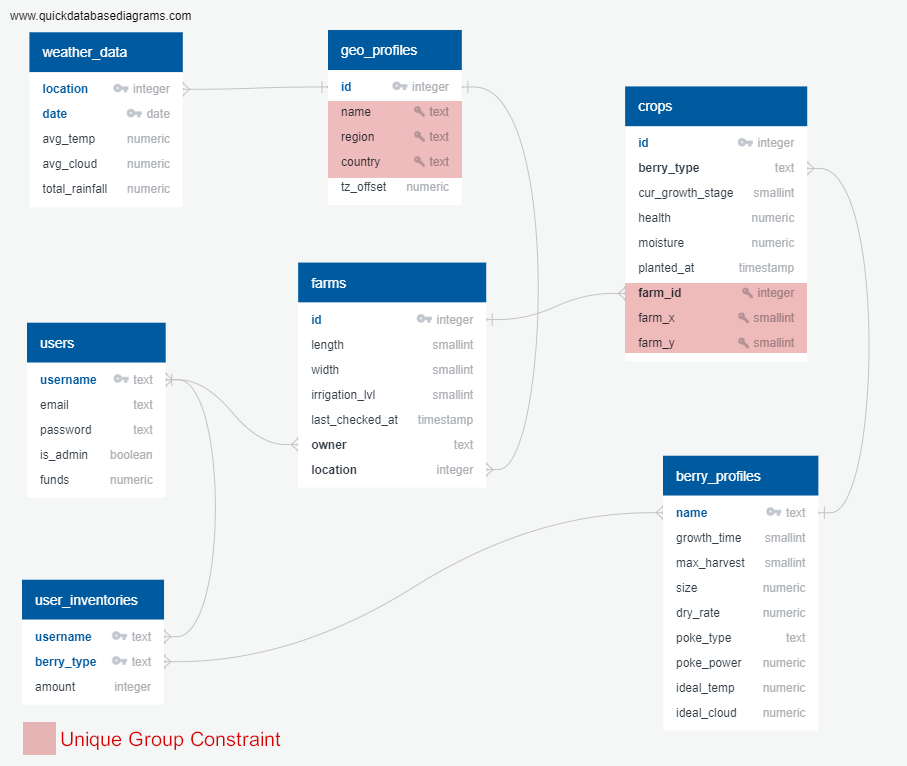 www.quickdatabasediagrams.com
weather_data
location integer
date date
avg_temp numeric
avg_cloud numeric
total_rainfall numeric
geo_profiles
id integer
name text
region text
country text
tz_offset numeric
crops
id integer
berry_type text
cur_growth_stage smallint
health numeric
moisture numeric
planted_at timestamp
farm_id integer
farm_x smallint
farm_y smallint
farms
id integer
length smallint
width smallint
irrigation_lvl smallint
last_checked_at timestamp
owner text
location integer
users
username text
email text
password text
is_admin boolean
funds numeric
berry_profiles
name text
growth_time smallint
max_harvest smallint
size numeric
dry_rate numeric
poke_type text
poke_power numeric
ideal_temp numeric
ideal_cloud numeric
user_inventories
username text
berry_type text
amount integer
Unique Group Constraint